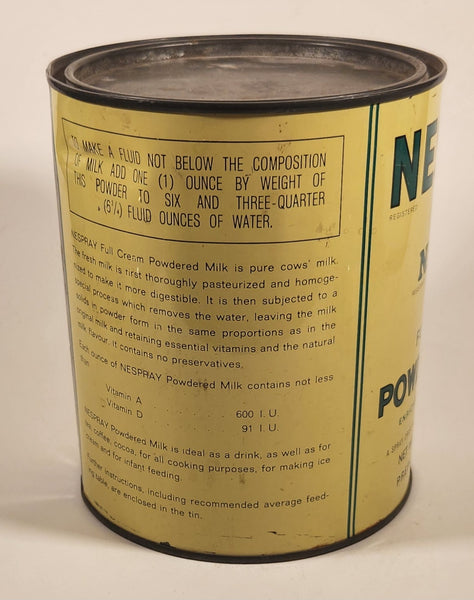 TO MAKE A FLUID NOT BELOW THE COMPOSITION
OF MILK ADD ONE (1) OUNCE BY WEIGHT OF
THIS POWDER TO SIX AND THREE-QUARTER
(6¾) FLUID OUNCES OF WATER.
NESPRAY Full Cream Powdered Milk is pure cows' milk.
The fresh milk is first thoroughly pasteurized and homoge-
nized to make it more digestible. It is then subjected to a
special process which removes the water, leaving the milk
solids in powder form in the same proportions as in the
original milk and retaining essential vitamins and the natural
milk flavour. It contains no preservatives.
Each ounce of NESPRAY Powdered Milk contains not less
than
Vitamin A . . . . . . . . 600 I. U.
Vitamin D . . . . . . . . 91 I. U.
NESPRAY Powdered Milk is ideal as a drink, as well as for
tea, coffee, cocoa, for all cooking purposes, for making ice
cream and for infant feeding.
Further instructions, including recommended average feed-
ing table, are enclosed in the tin.
NE
REGISTERED
N
F
POW